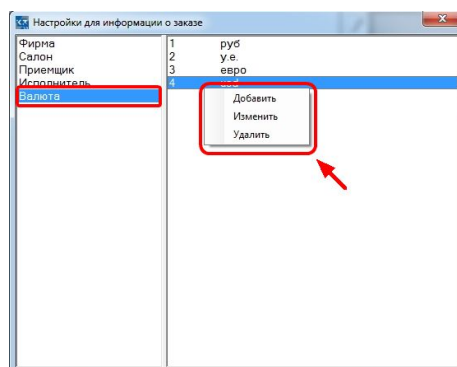 Настройки для информации о заказе
Фирма
Салон
Приемщик
Исполнитель
Валюта
1 руб
2 у.е.
3 евро
4
Добавить
Изменить
Удалить